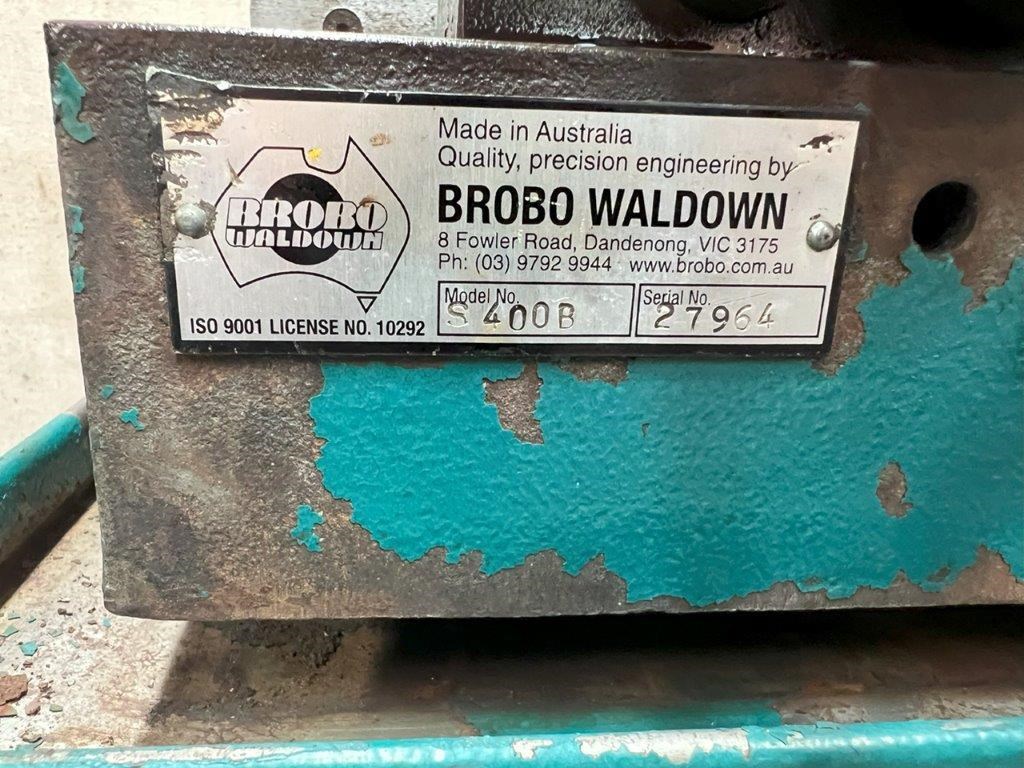 BROBO
WALDOWN
ISO 9001 LICENSE NO. 10292
Made in Australia
Quality, precision engineering by
BROBO WALDOWN
8 Fowler Road, Dandenong, VIC 3175
Ph: (03) 9792 9944 www.brobo.com.au
Model No.
S 400B
Serial No.
27964